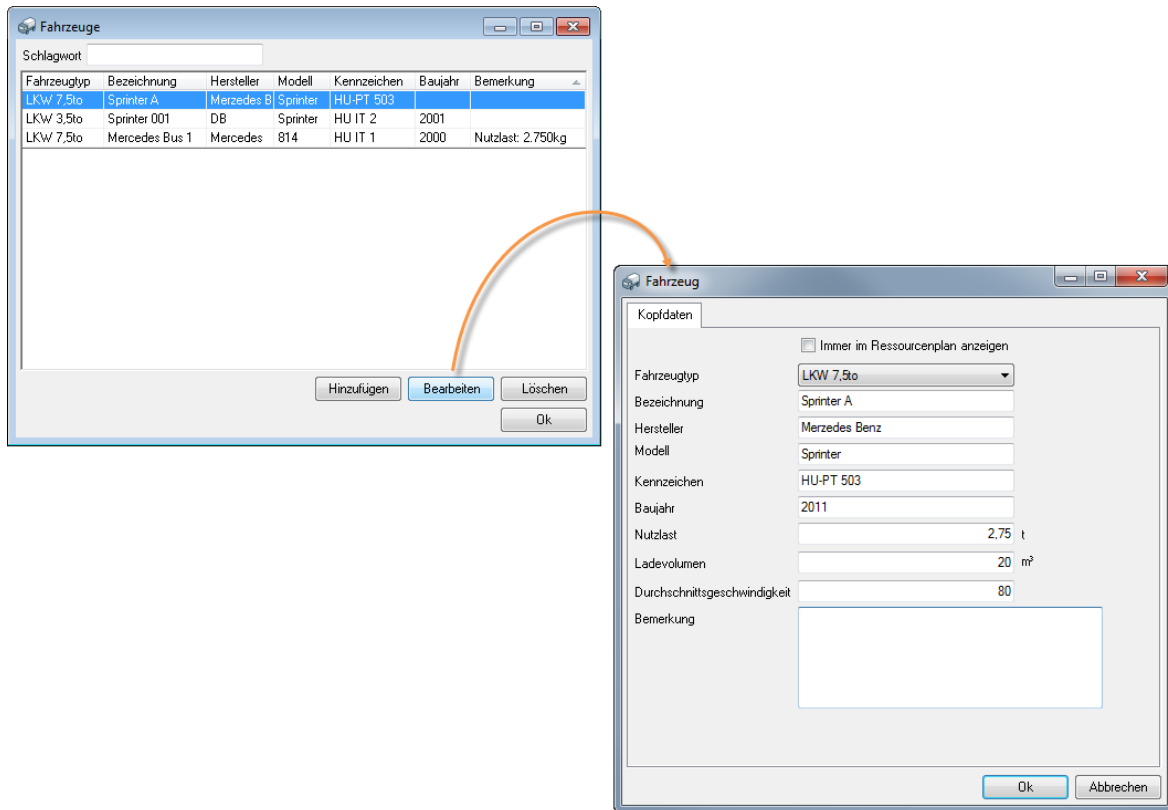 Fahrzeuge
Schlagwort
Fahrzeugtyp Bezeichnung Hersteller Modell Kennzeichen Baujahr Bemerkung
LKW 7,5to Sprinter A Merzedes B Sprinter HU-PT 503
LKW 3,5to Sprinter 001 DB Sprinter HU IT 2 2001
LKW 7,5to Mercedes Bus 1 Mercedes 814 HU IT 1 2000 Nutzlast: 2.750kg
Hinzufügen Bearbeiten Löschen
Ok
Fahrzeug
Kopfdaten
Immer im Ressourcenplan anzeigen
Fahrzeugtyp LKW 7,5to
Bezeichnung Sprinter A
Hersteller Merzedes Benz
Modell Sprinter
Kennzeichen HU-PT 503
Baujahr 2011
Nutzlast 2,75 t
Ladevolumen 20 m³
Durchschnittsgeschwindigkeit 80
Bemerkung
Ok Abbrechen